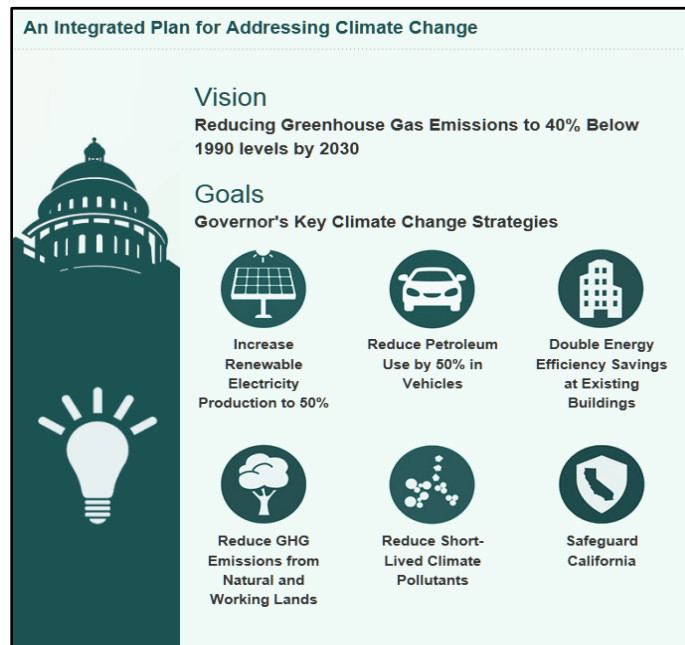 An Integrated Plan for Addressing Climate Change
Vision
Reducing Greenhouse Gas Emissions to 40% Below
1990 levels by 2030
Goals
Governor's Key Climate Change Strategies
Increase
Renewable
Electricity
Production to 50%
Reduce Petroleum
Use by 50% in
Vehicles
Double Energy
Efficiency Savings
at Existing
Buildings
Reduce GHG
Emissions from
Natural and
Working Lands
Reduce Short-
Lived Climate
Pollutants
Safeguard
California